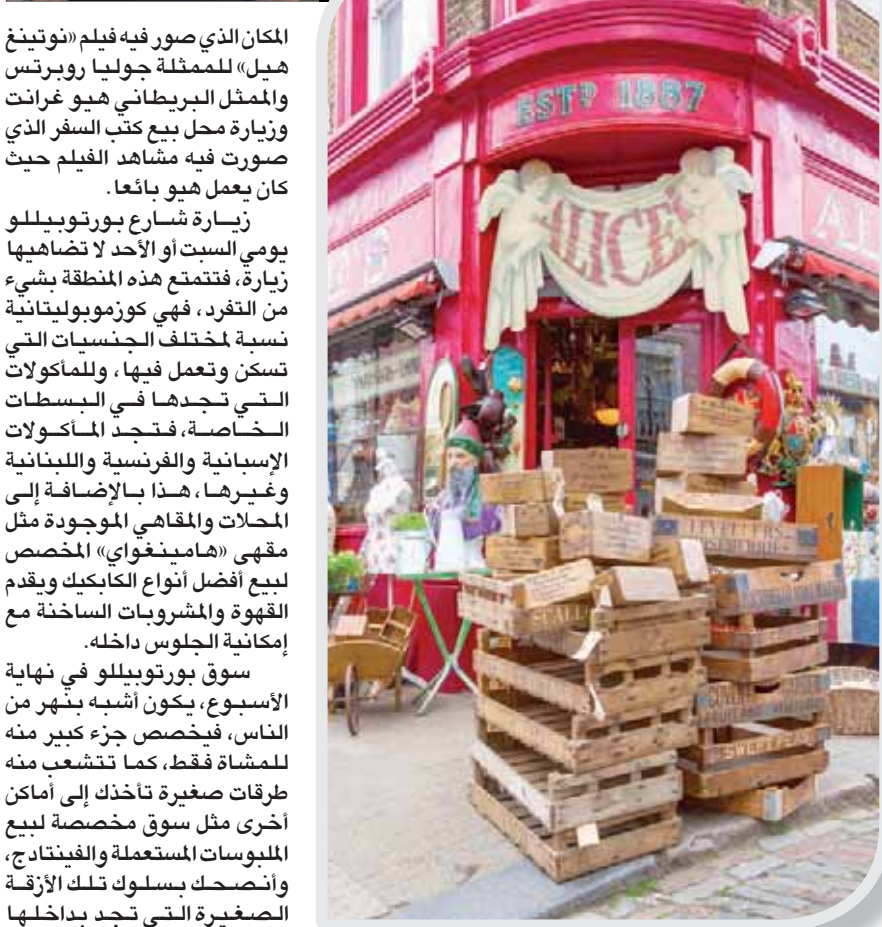 المكان الذي صور فيه فيلم «نوتينغ
هيل» للممثلة جوليا روبرتس
والممثل البريطاني هيو غرانت
وزيارة محل بيع كتب السفر الذي
صورت فيه مشاهد الفيلم حيث
كان يعمل هيو بائعا.
زيارة شارع بورتوبيللو
يومي السبت أو الأحد لا تضاهيها
زيارة، فتتمتع هذه المنطقة بشيء
من التفرد، فهي كوزموبوليتانية
نسبة لمختلف الجنسيات التي
تسكن وتعمل فيها، وللمأكولات
التي تجدها في البسطات
الخاصة، فتجد المأكولات
الإسبانية والفرنسية واللبنانية
وغيرها، هذا بالإضافة إلى
المحلات والمقاهي الموجودة مثل
مقهى «هامينغواي» المخصص
لبيع أفضل أنواع الكابكيك ويقدم
القهوة والمشروبات الساخنة مع
إمكانية الجلوس داخله.
سوق بورتوبيللو في نهاية
الأسبوع، يكون أشبه بنهر من
الناس، فيخصص جزء كبير منه
للمشاة فقط، كما تتشعب منه
طرقات صغيرة تأخذك إلى أماكن
أخرى مثل سوق مخصصة لبيع
الملبوسات المستعملة والفينتادج،
وأنصحك بسلوك تلك الأزقة
الصغيرة التي تجد بداخلها
ESTD 1887
ALICE'S